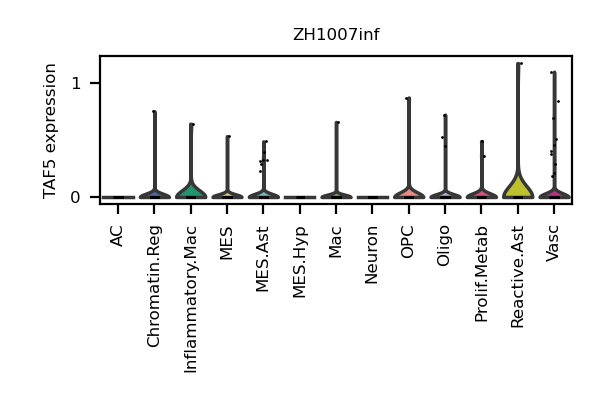 ZH1007inf
TAF5 expression
1
0
AC
Chromatin.Reg
Inflammatory.Mac
MES
MES.Ast
MES.Hyp
Mac
Neuron
OPC
Oligo
Prolif.Metab
Reactive.Ast
Vasc